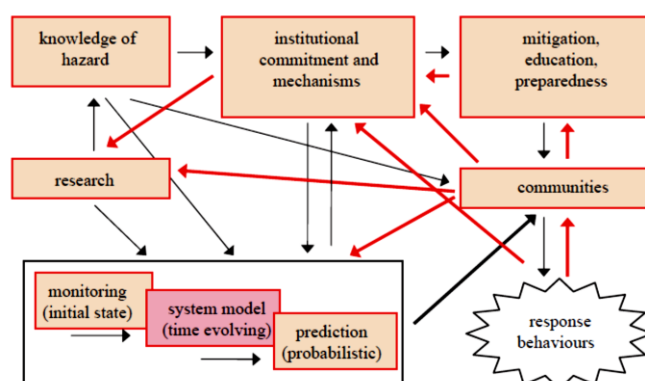 knowledge of
hazard
institutional
commitment and
mechanisms
mitigation,
education,
preparedness
research
communities
monitoring
(initial state)
system model
(time evolving)
prediction
(probabilistic)
response
behaviours